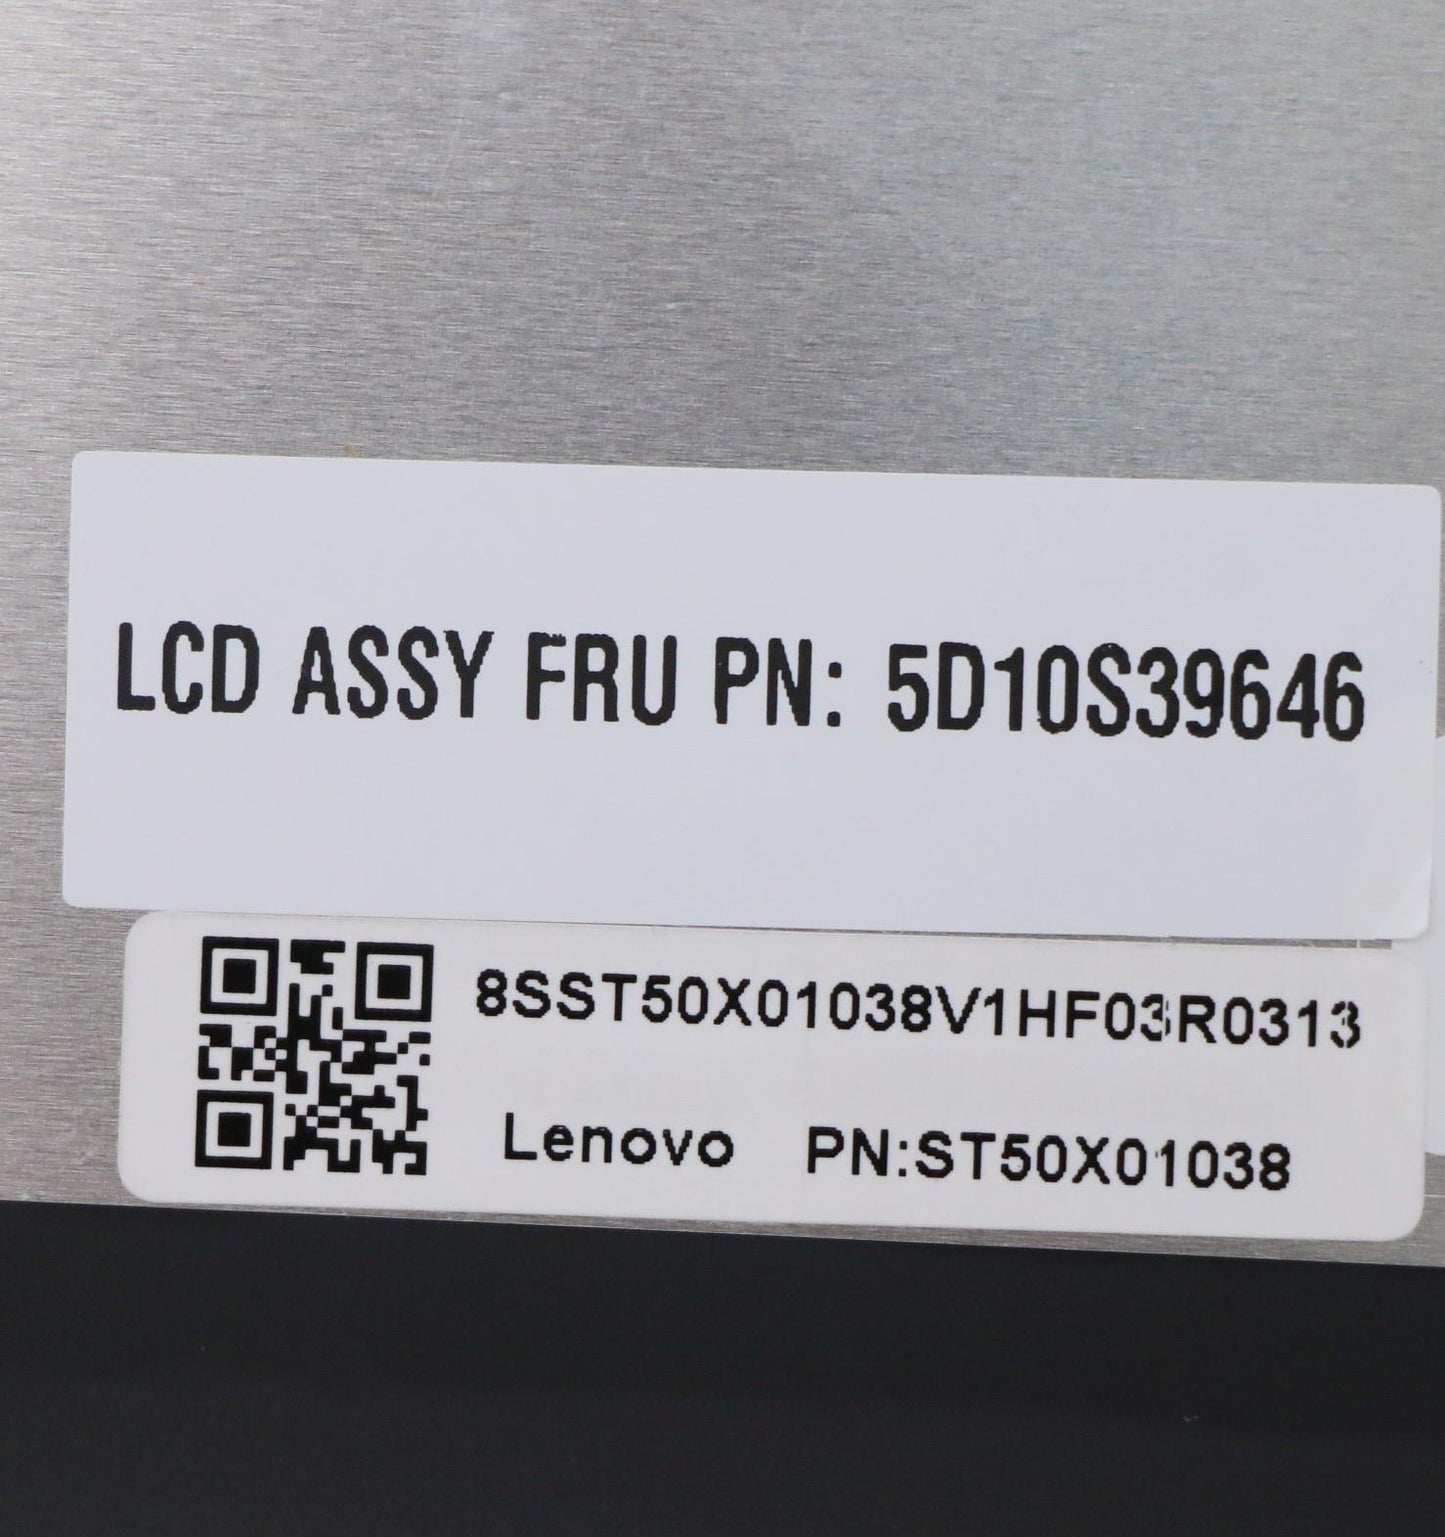 LCD ASSY FRU PN: 5D10S39646
8SST50X01038V1HF03R0313
Lenovo PN:ST50X01038